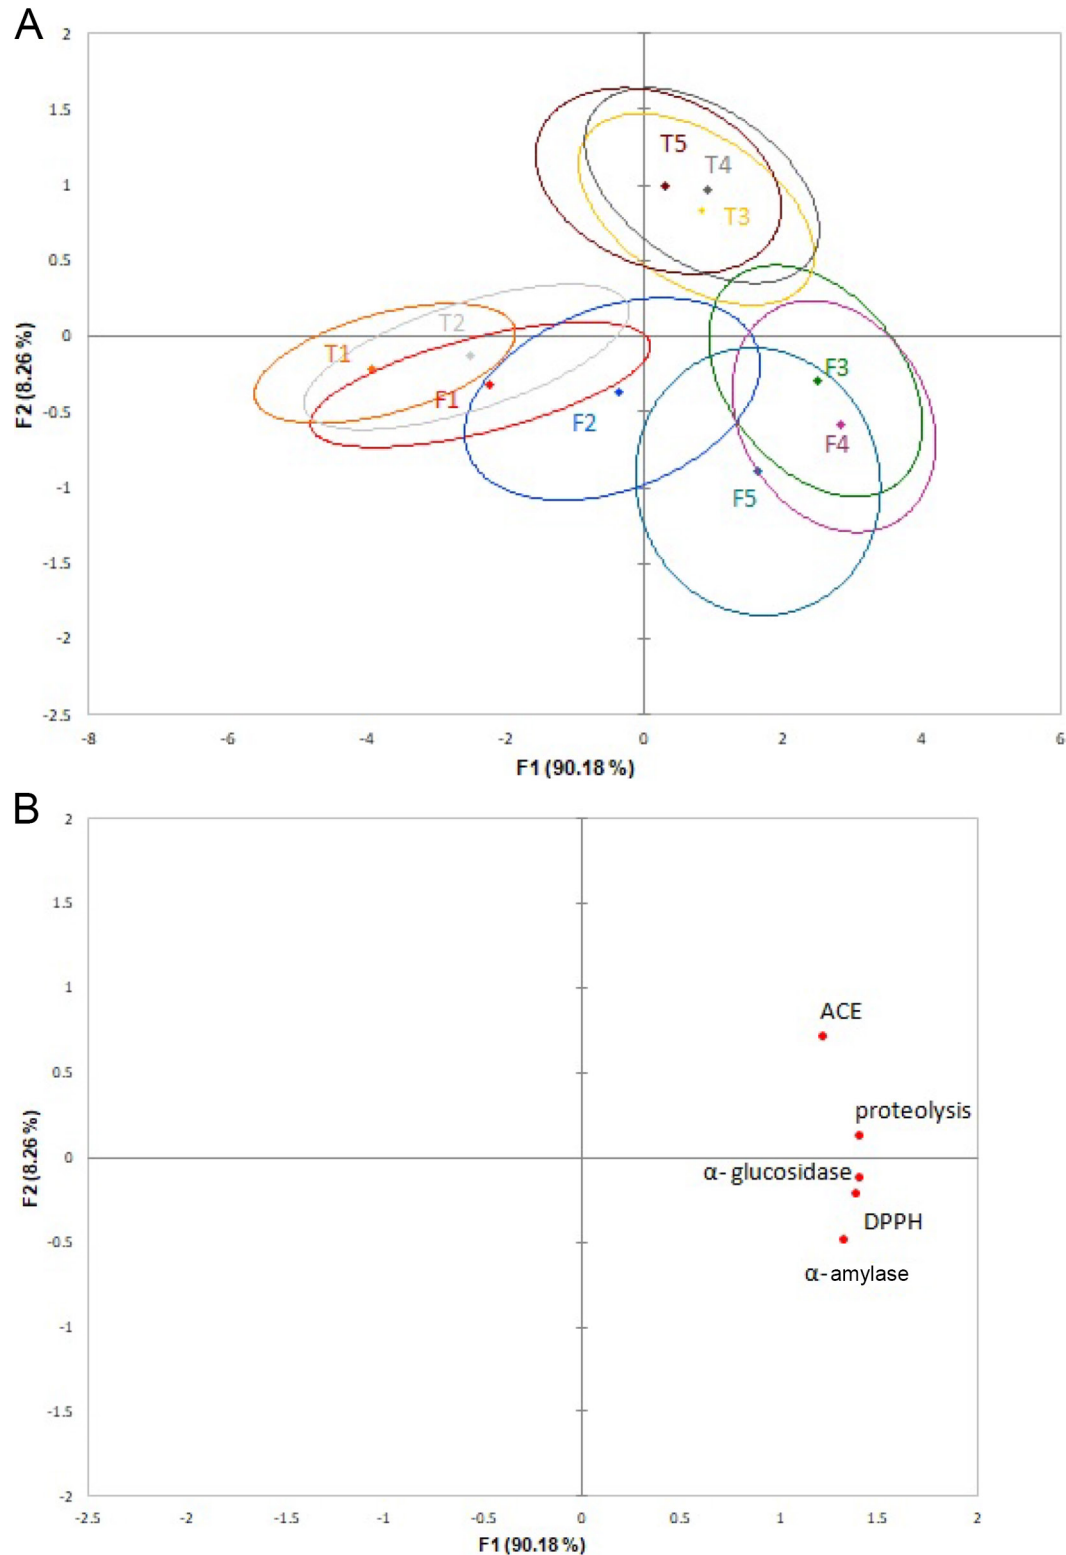 A
2
1.5
1
0.5
0
-0.5
-1
-1.5
-2
-2.5
F2 (8.26 %)
T5
T4
T3
T2
T1
F1
F2
F3
F4
F5
-8
-6
-4
-2
0
2
4
6
F1 (90.18 %)
B
2
1.5
1
0.5
0
-0.5
-1
-1.5
-2
F2 (8.26 %)
ACE
proteolysis
α- glucosidase
DPPH
α- amylase
-2.5
-2
-1.5
-1
-0.5
0
0.5
1
1.5
2
F1 (90.18 %)